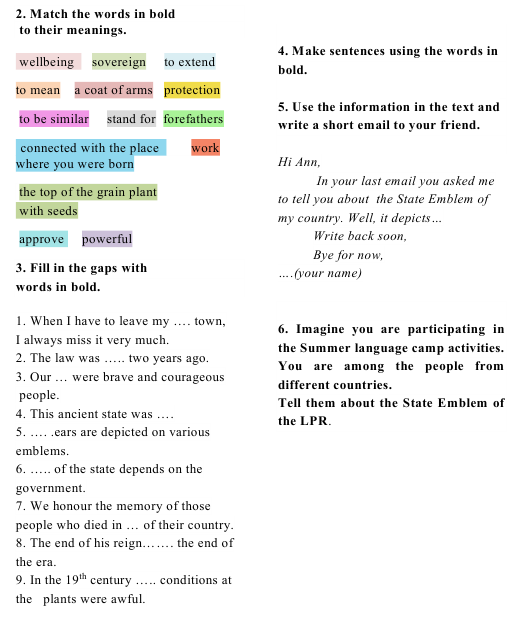 2. Match the words in bold
to their meanings.
wellbeing sovereign to extend
to mean a coat of arms protection
to be similar stand for forefathers
connected with the place work
where you were born
the top of the grain plant
with seeds
approve powerful
3. Fill in the gaps with
words in bold.
1. When I have to leave my …. town,
I always miss it very much.
2. The law was ….. two years ago.
3. Our … were brave and courageous
people.
4. This ancient state was ….
5. …. .ears are depicted on various
emblems.
6. ….. of the state depends on the
government.
7. We honour the memory of those
people who died in … of their country.
8. The end of his reign……. the end of
the era.
9. In the 19th century ….. conditions at
the plants were awful.
4. Make sentences using the words in
bold.
5. Use the information in the text and
write a short email to your friend.
Hi Ann,
In your last email you asked me
to tell you about the State Emblem of
my country. Well, it depicts…
Write back soon,
Bye for now,
….(your name)
6. Imagine you are participating in
the Summer language camp activities.
You are among the people from
different countries.
Tell them about the State Emblem of
the LPR.